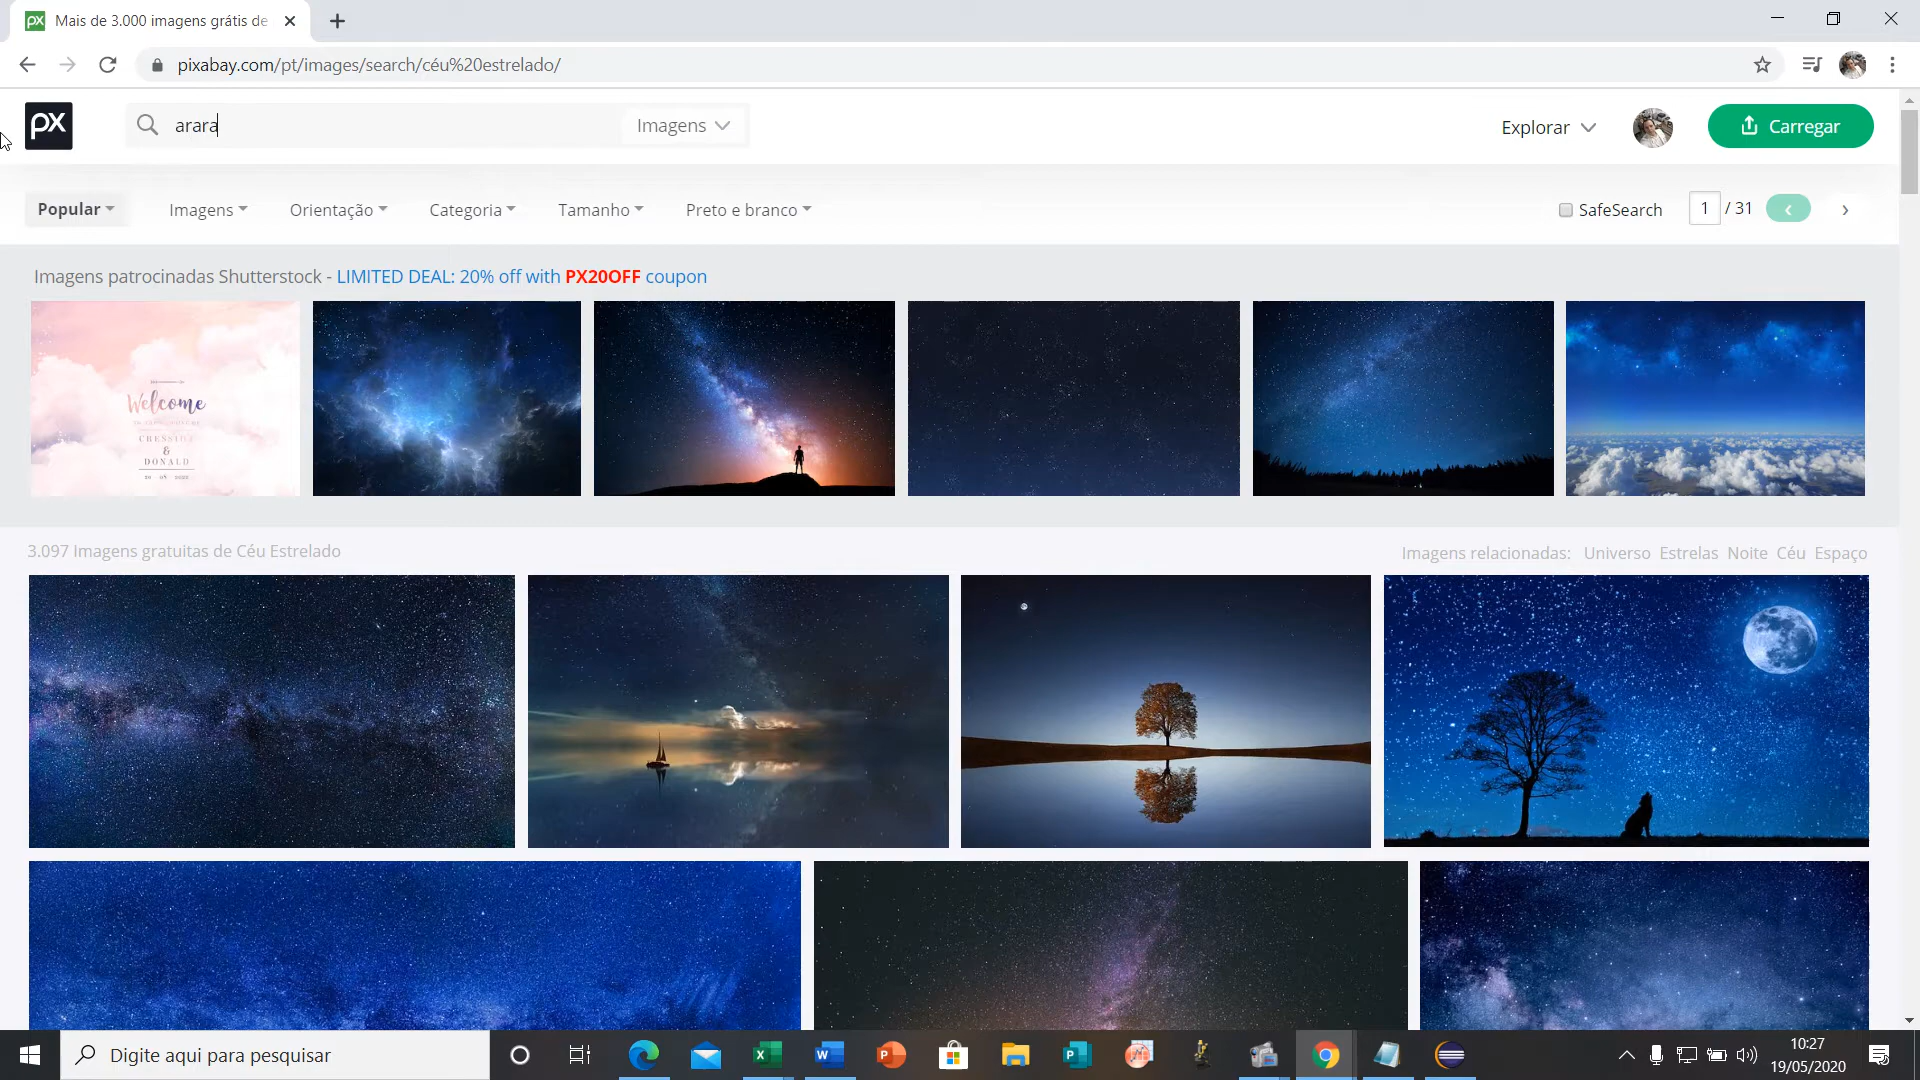 px Mais de 3.000 imagens grátis de
pixabay.com/pt/images/search/céu%20estrelado/
px
arara
Imagens
Explorar
Carregar
Popular
Imagens
Orientação
Categoria
Tamanho
Preto e branco
SafeSearch
1 / 31
Imagens patrocinadas Shutterstock - LIMITED DEAL: 20% off with PX20OFF coupon
Welcome
&
DONALD
3.097 Imagens gratuitas de Céu Estrelado
Imagens relacionadas: Universo Estrelas Noite Céu Espaço
Digite aqui para pesquisar
10:27
19/05/2020